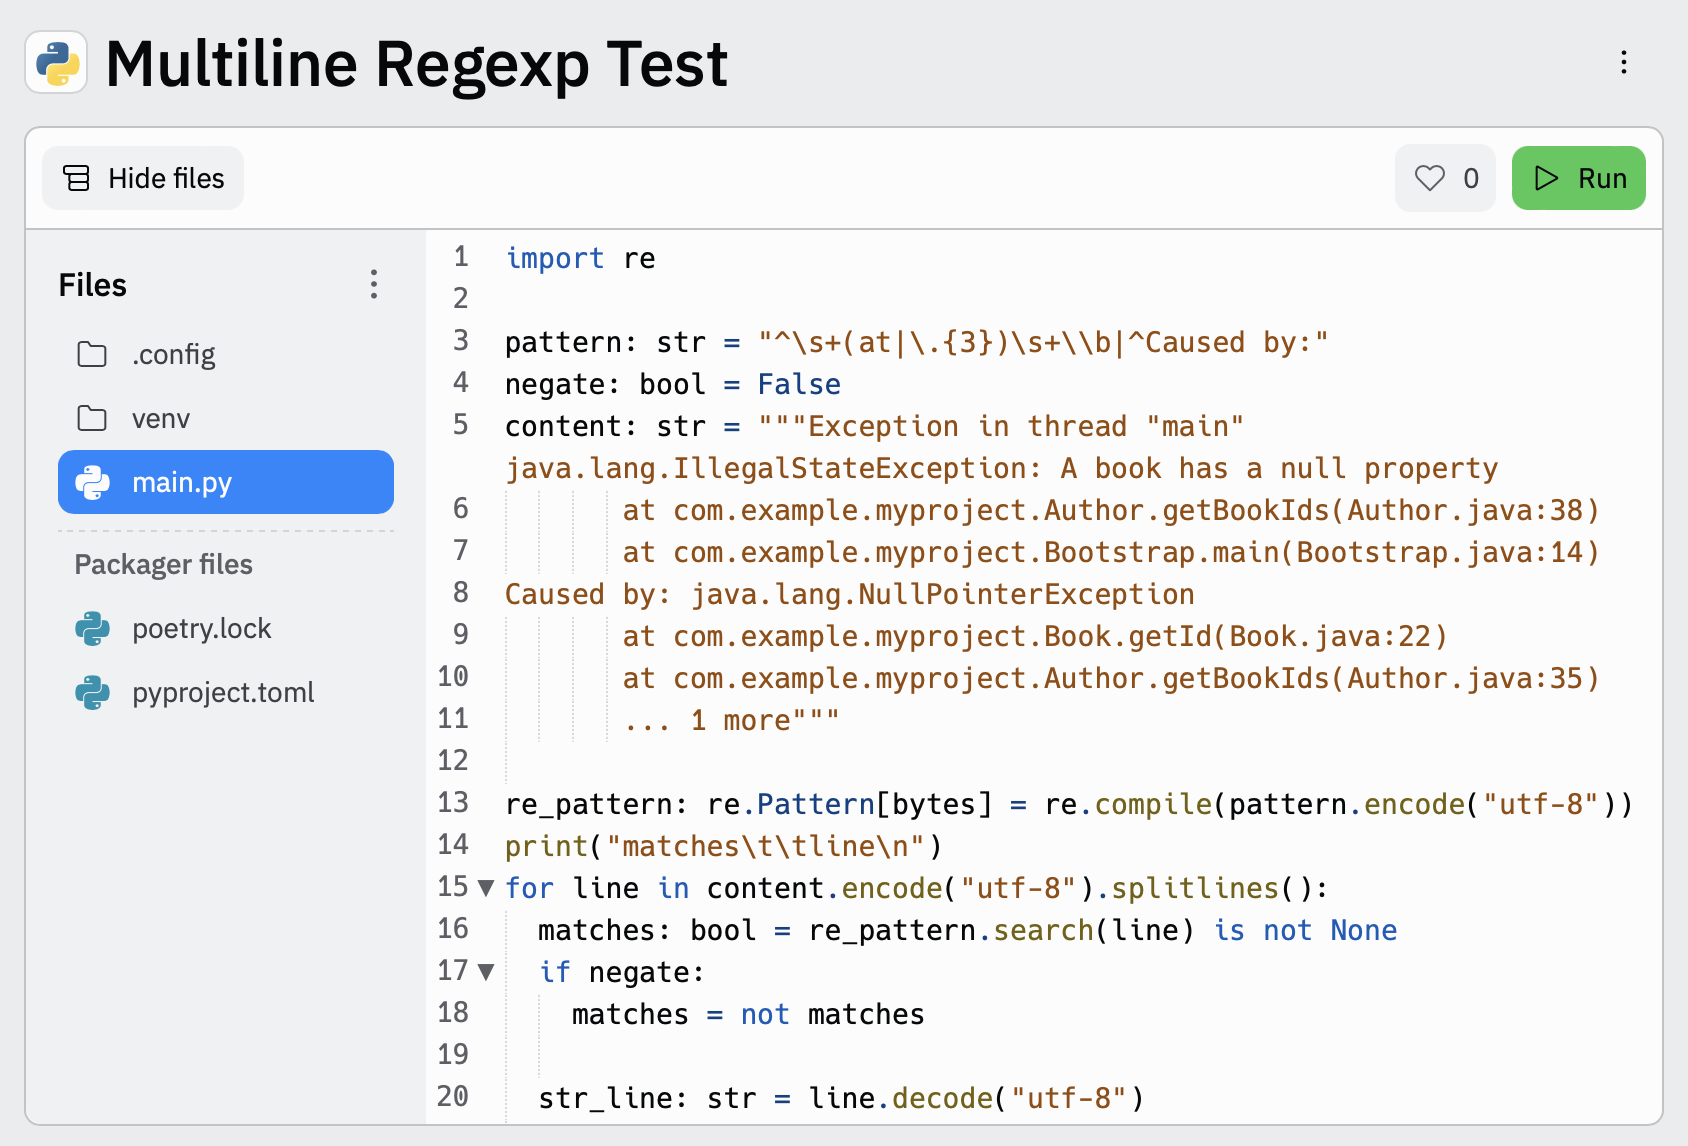 Multiline Regexp Test
Hide files
0
Run
Files
.config
venv
main.py
Packager files
poetry.lock
pyproject.toml
1 import re
2
3 pattern: str = "^\s+(at|\.{3})\s+\\b|^Caused by:"
4 negate: bool = False
5 content: str = """Exception in thread "main"
java.lang.IllegalStateException: A book has a null property
6        at com.example.myproject.Author.getBookIds(Author.java:38)
7        at com.example.myproject.Bootstrap.main(Bootstrap.java:14)
8 Caused by: java.lang.NullPointerException
9        at com.example.myproject.Book.getId(Book.java:22)
10        at com.example.myproject.Author.getBookIds(Author.java:35)
11        ... 1 more"""
12
13 re_pattern: re.Pattern[bytes] = re.compile(pattern.encode("utf-8"))
14 print("matches\t\tline\n")
15 for line in content.encode("utf-8").splitlines():
16   matches: bool = re_pattern.search(line) is not None
17   if negate:
18     matches = not matches
19
20   str_line: str = line.decode("utf-8")